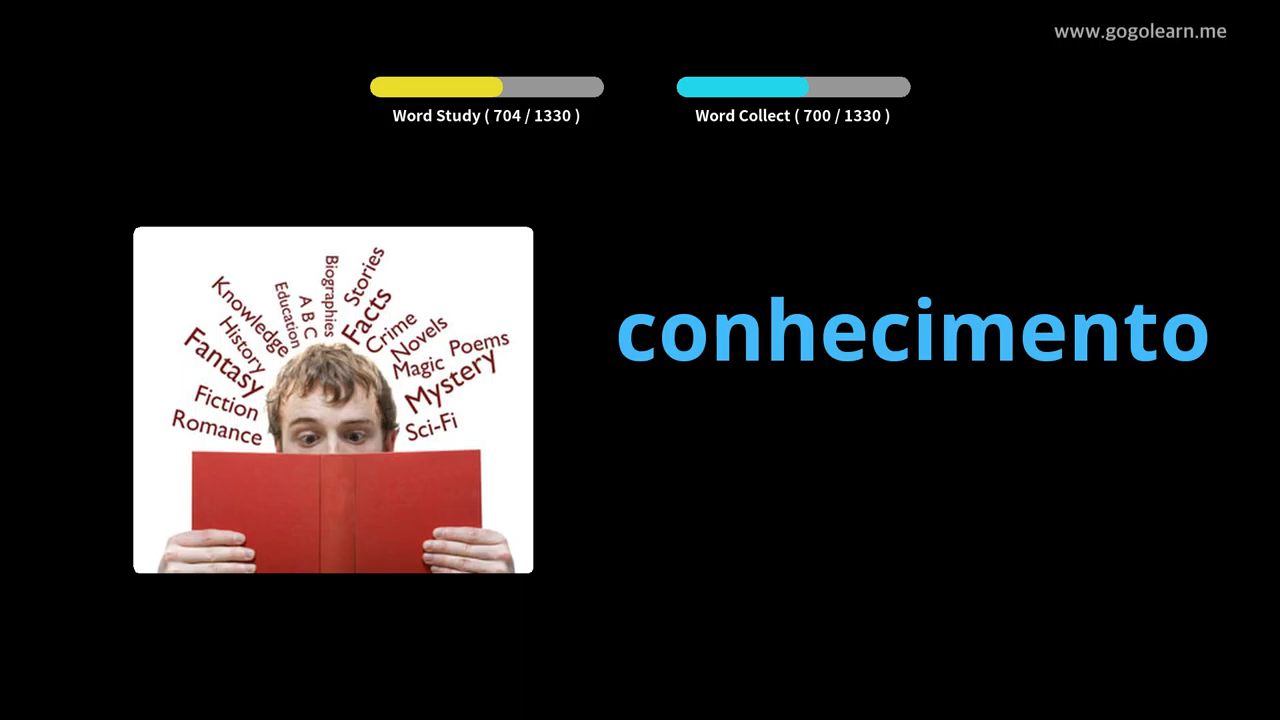 www.gogolearn.me
Word Study ( 704 / 1330 )
Word Collect ( 700 / 1330 )
Biographies
Stories
Education
A B C
Facts
Knowledge
Crime
History
Novels
Fantasy
Magic
Poems
Mystery
Fiction
Romance
Sci-Fi
conhecimento